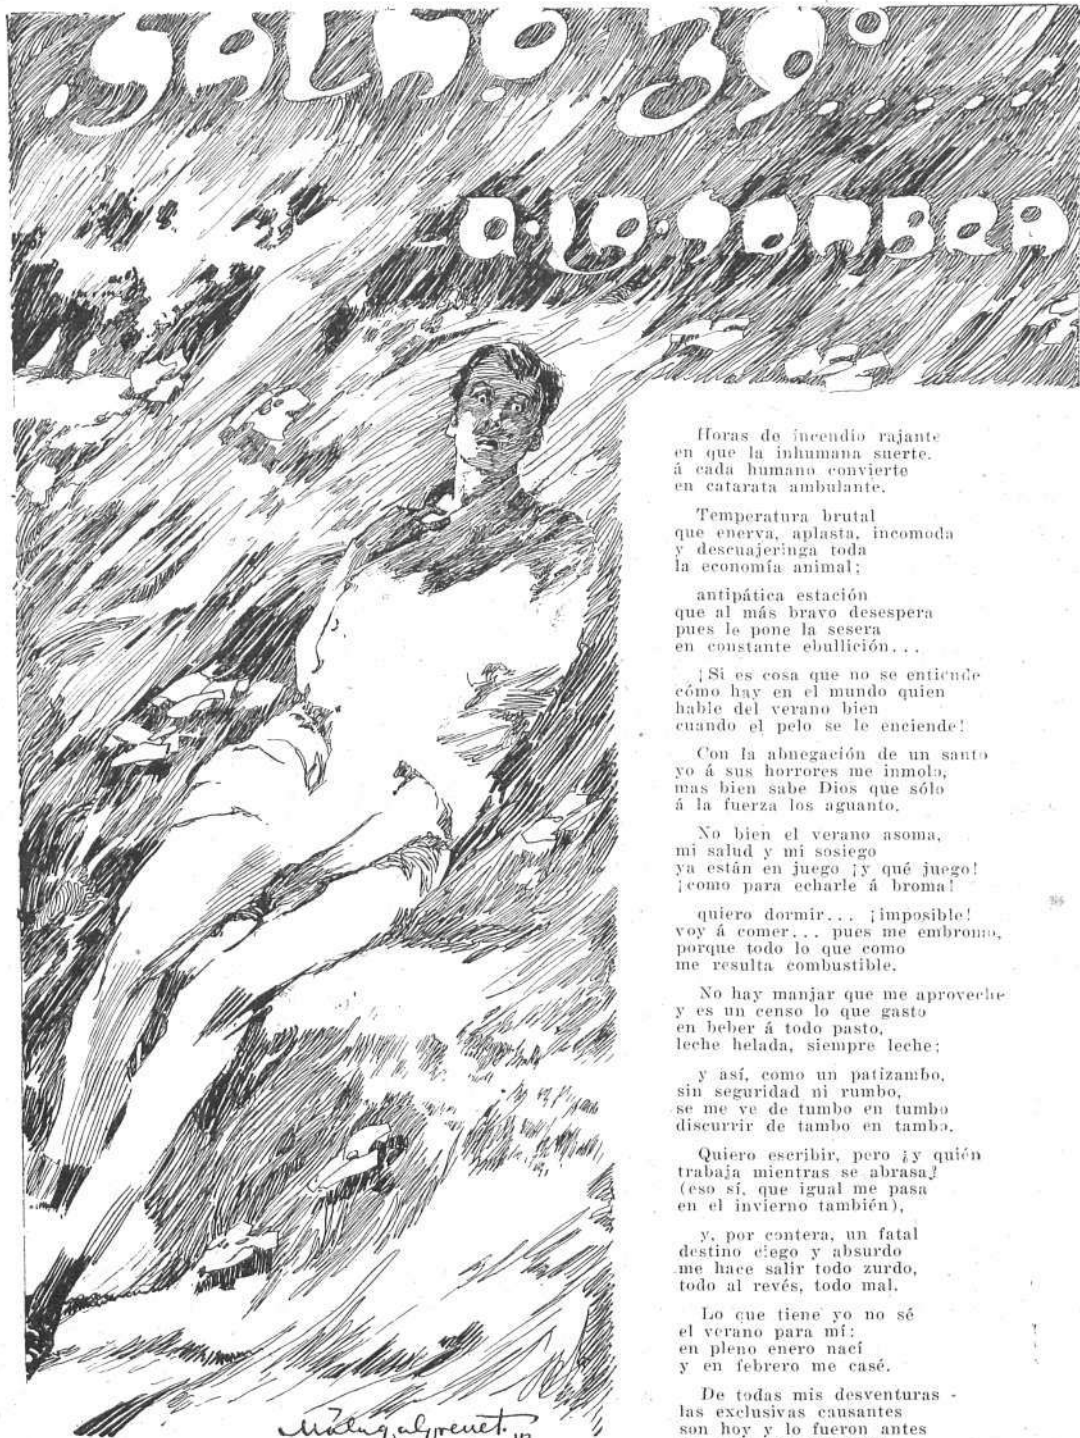 SALMO 39°......
A LA SOMBRA
Horas de incendio rajante
en que la inhumana suerte.
á cada humano convierte
en catarata ambulante.
Temperatura brutal
que enerva, aplasta, incomoda
y descuajeringa toda
la economía animal;
antipática estación
que al más bravo desespera
pues le pone la sesera
en constante ebullición...
¡Si es cosa que no se entiende
cómo hay en el mundo quien
hable del verano bien
cuando el pelo se le enciende!
Con la abnegación de un santo
yo á sus horrores me inmolo,
mas bien sabe Dios que sólo
á la fuerza los aguanto.
No bien el verano asoma,
mi salud y mi sosiego
ya están en juego ¡y qué juego!
¡como para echarle á broma!
quiero dormir... ¡imposible!
voy á comer... pues me embromo,
porque todo lo que como
me resulta combustible.
No hay manjar que me aproveche
y es un censo lo que gasto
en beber á todo pasto,
leche helada, siempre leche;
y así, como un patizambo,
sin seguridad ni rumbo,
se me ve de tumbo en tumbo
discurrir de tambo en tambo.
Quiero escribir, pero ¿y quién
trabaja mientras se abrasa?
(eso sí, que igual me pasa
en el invierno también),
y, por contera, un fatal
destino ciego y absurdo
me hace salir todo zurdo,
todo al revés, todo mal.
Lo que tiene yo no sé
el verano para mí:
en pleno enero nací
y en febrero me casé.
De todas mis desventuras -
las exclusivas causantes
son hoy y lo fueron antes
Málaga Grenet.